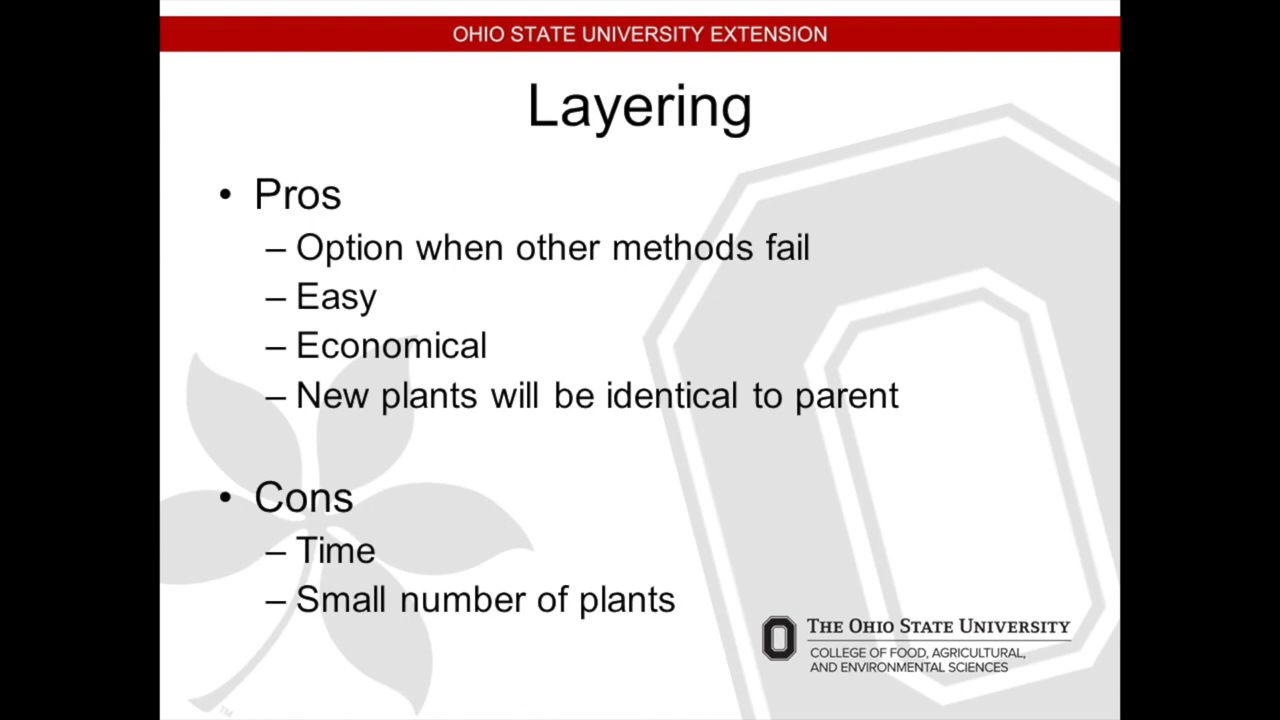 OHIO STATE UNIVERSITY EXTENSION
Layering
• Pros
– Option when other methods fail
– Easy
– Economical
– New plants will be identical to parent
• Cons
– Time
– Small number of plants
THE OHIO STATE UNIVERSITY
COLLEGE OF FOOD, AGRICULTURAL,
AND ENVIRONMENTAL SCIENCES
TM